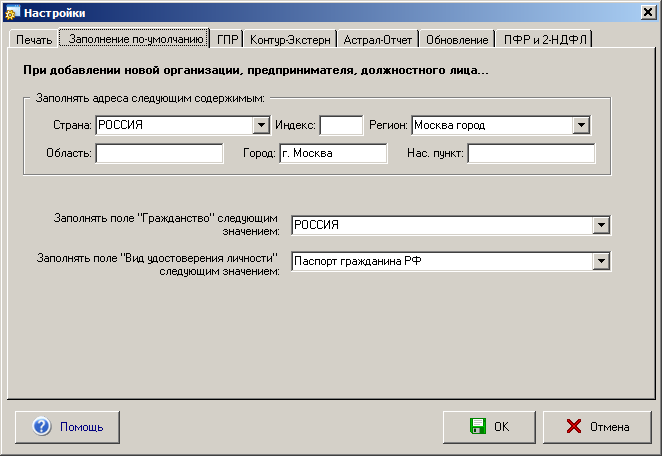 Настройки
Печать Заполнение по-умолчанию ГПР Контур-Экстерн Астрал-Отчет Обновление ПФР и 2-НДФЛ
При добавлении новой организации, предпринимателя, должностного лица...
Заполнять адреса следующим содержимым:
Страна: РОССИЯ Индекс: Регион: Москва город
Область: Город: г. Москва Нас. пункт:
Заполнять поле "Гражданство" следующим
значением: РОССИЯ
Заполнять поле "Вид удостоверения личности"
следующим значением: Паспорт гражданина РФ
Помощь OK Отмена